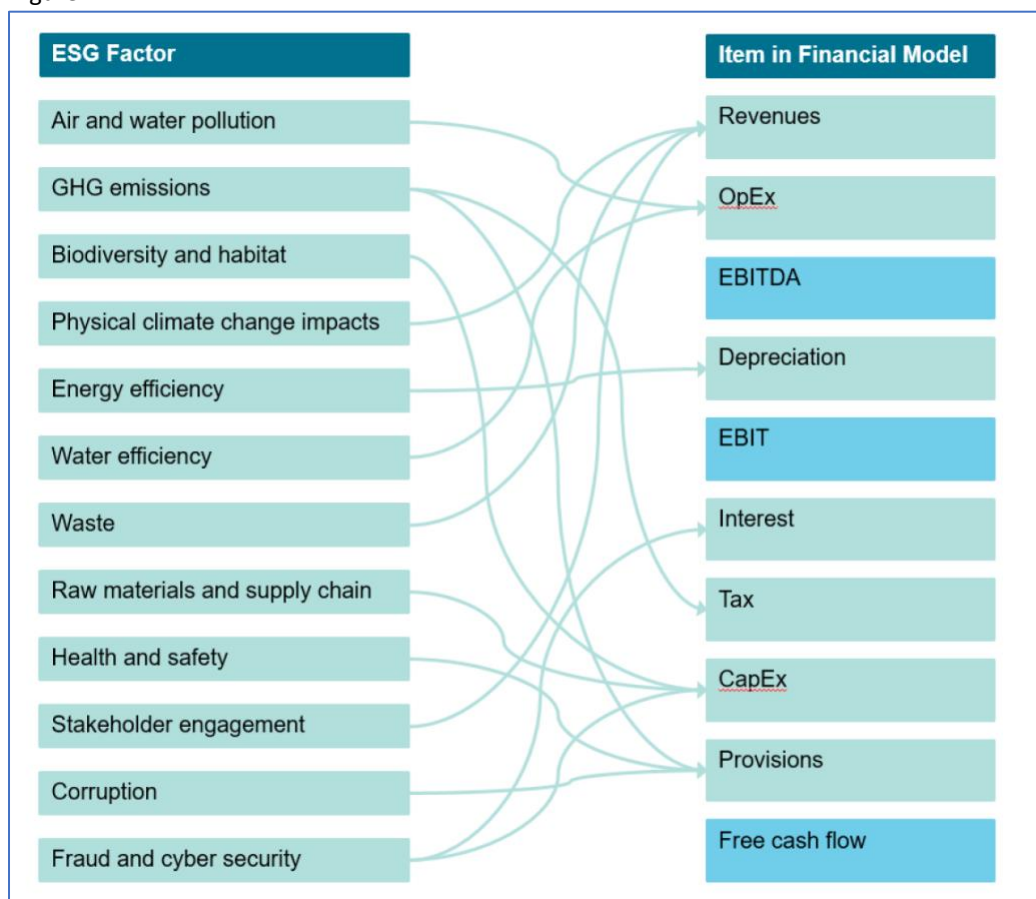 ESG Factor
Air and water pollution
GHG emissions
Biodiversity and habitat
Physical climate change impacts
Energy efficiency
Water efficiency
Waste
Raw materials and supply chain
Health and safety
Stakeholder engagement
Corruption
Fraud and cyber security
Item in Financial Model
Revenues
OpEx
EBITDA
Depreciation
EBIT
Interest
Tax
CapEx
Provisions
Free cash flow